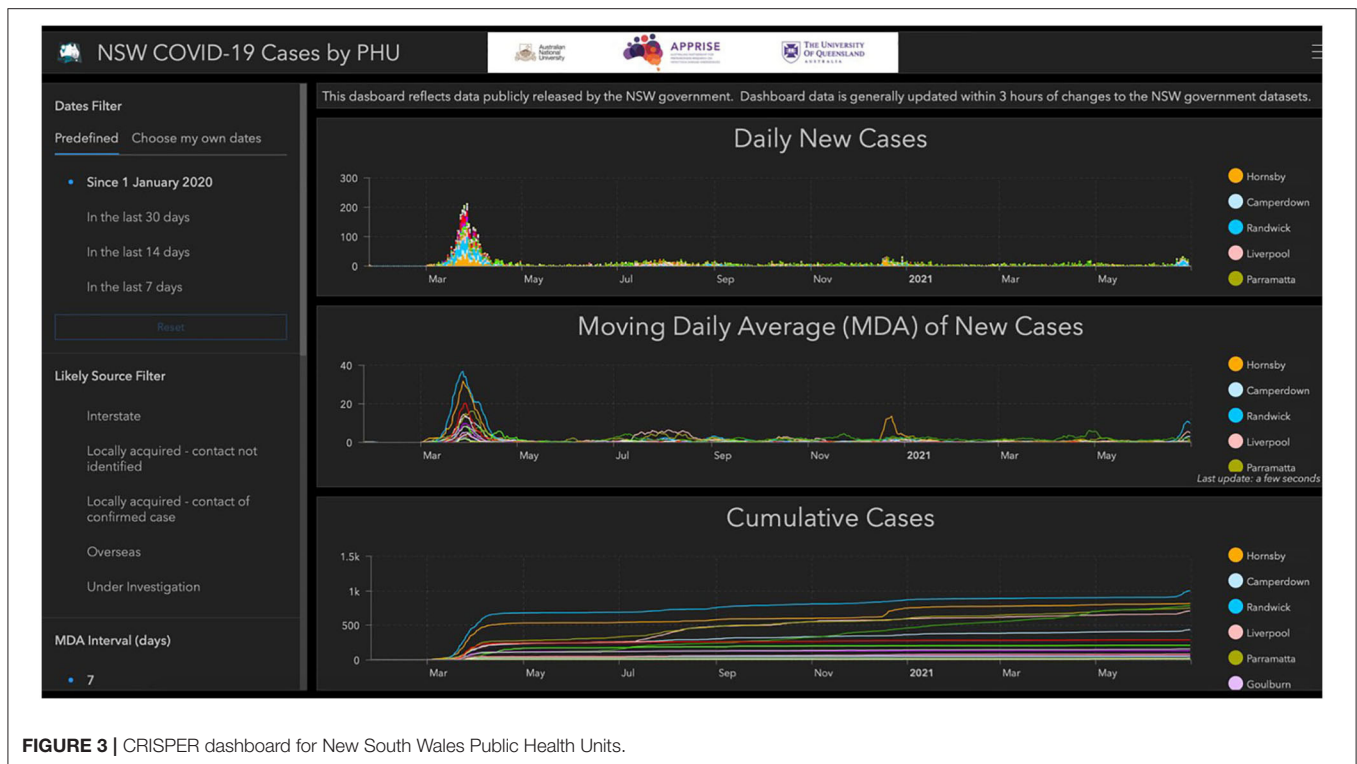 NSW COVID-19 Cases by PHU
Australian
National
University
APPRISE
THE UNIVERSITY
OF QUEENSLAND
AUSTRALIA
Dates Filter
Predefined Choose my own dates
Since 1 January 2020
In the last 30 days
In the last 14 days
In the last 7 days
Reset
Likely Source Filter
Interstate
Locally acquired - contact not
identified
Locally acquired - contact of
confirmed case
Overseas
Under Investigation
MDA Interval (days)
7
This dasboard reflects data publicly released by the NSW government. Dashboard data is generally updated within 3 hours of changes to the NSW government datasets.
Daily New Cases
300
200
100
0
Mar May Jul Sep Nov 2021 Mar May
Hornsby
Camperdown
Randwick
Liverpool
Parramatta
Moving Daily Average (MDA) of New Cases
40
20
0
Mar May Jul Sep Nov 2021 Mar May
Hornsby
Camperdown
Randwick
Liverpool
Parramatta
Last update: a few seconds
Cumulative Cases
1.5k
1k
500
0
Mar May Jul Sep Nov 2021 Mar May
Hornsby
Camperdown
Randwick
Liverpool
Parramatta
Goulburn
FIGURE 3 | CRISPER dashboard for New South Wales Public Health Units.